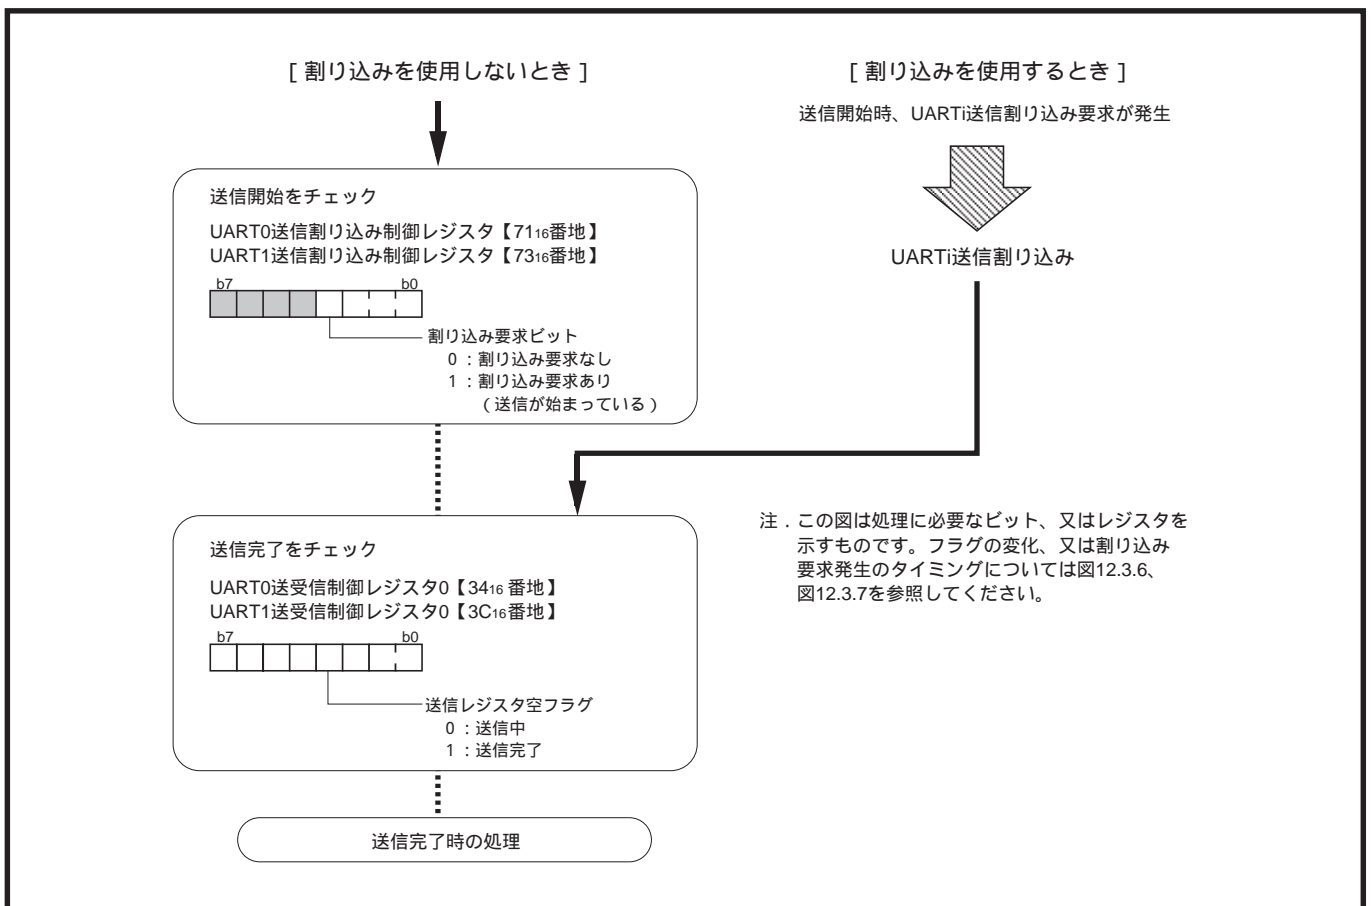 [ 割り込みを使用しないとき ]
送信開始をチェック
UART0送信割り込み制御レジスタ【7116番地】
UART1送信割り込み制御レジスタ【7316番地】
b7 b0
割り込み要求ビット
0 : 割り込み要求なし
1 : 割り込み要求あり
( 送信が始まっている )
[ 割り込みを使用するとき ]
送信開始時、UARTi送信割り込み要求が発生
UARTi送信割り込み
送信完了をチェック
UART0送受信制御レジスタ0【3416 番地】
UART1送受信制御レジスタ0【3C16番地】
b7 b0
送信レジスタ空フラグ
0 : 送信中
1 : 送信完了
注 . この図は処理に必要なビット、又はレジスタを
示すものです。フラグの変化、又は割り込み
要求発生のタイミングについては図12.3.6、
図12.3.7を参照してください。
送信完了時の処理